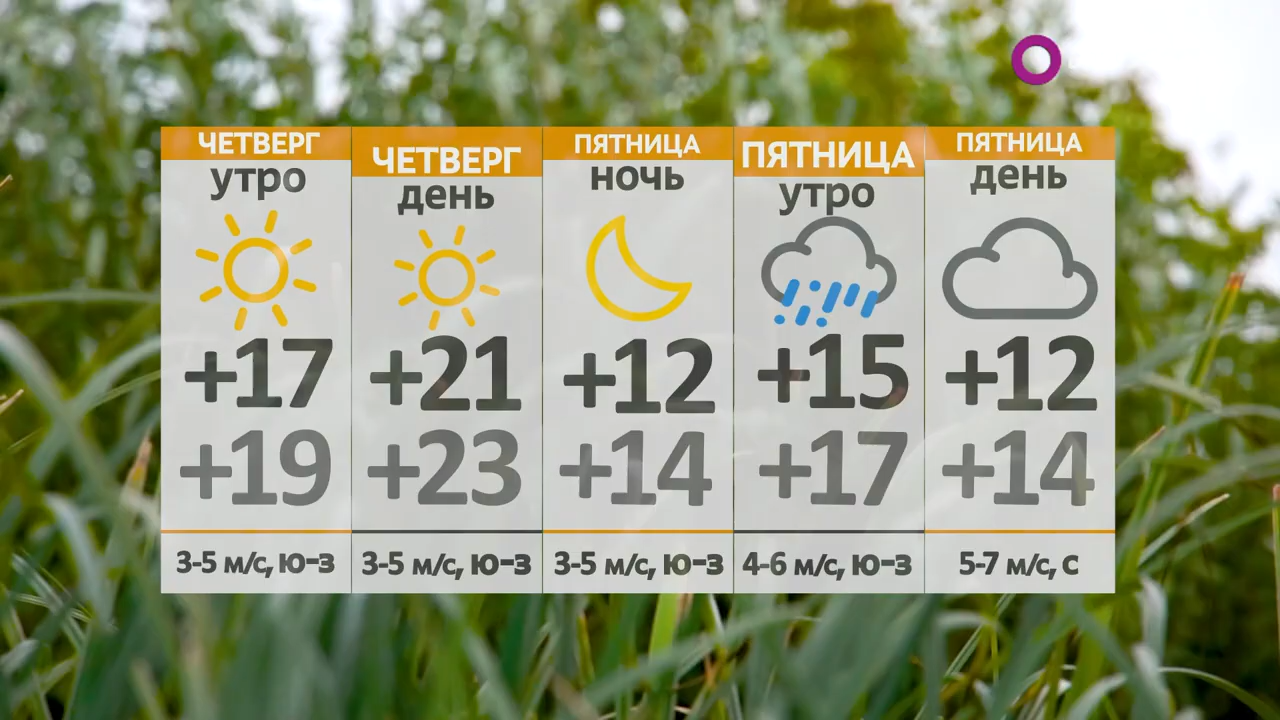 ЧЕТВЕРГ
утро
+17
+19
3-5 м/с, ю-з
ЧЕТВЕРГ
день
+21
+23
3-5 м/с, ю-з
ПЯТНИЦА
ночь
+12
+14
3-5 м/с, ю-з
ПЯТНИЦА
утро
+15
+17
4-6 м/с, ю-з
ПЯТНИЦА
день
+12
+14
5-7 м/с, с